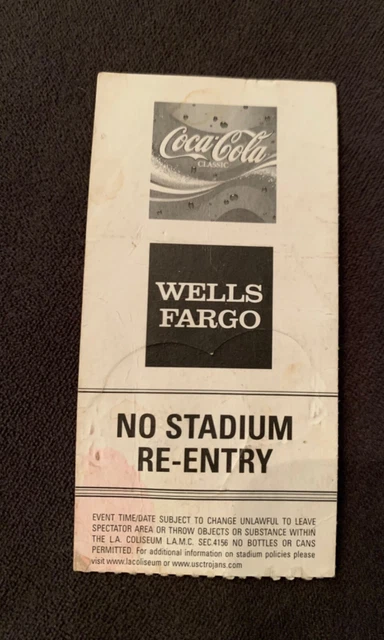 Coca-Cola
CLASSIC
WELLS
FARGO
NO STADIUM
RE-ENTRY
EVENT TIME/DATE SUBJECT TO CHANGE UNLAWFUL TO LEAVE
SPECTATOR AREA OR THROW OBJECTS OR SUBSTANCE WITHIN
THE L.A. COLISEUM L.A.M.C. SEC.4156 NO BOTTLES OR CANS
PERMITTED. For additional information on stadium policies please
visit www.lacoliseum or www.usctrojans.com